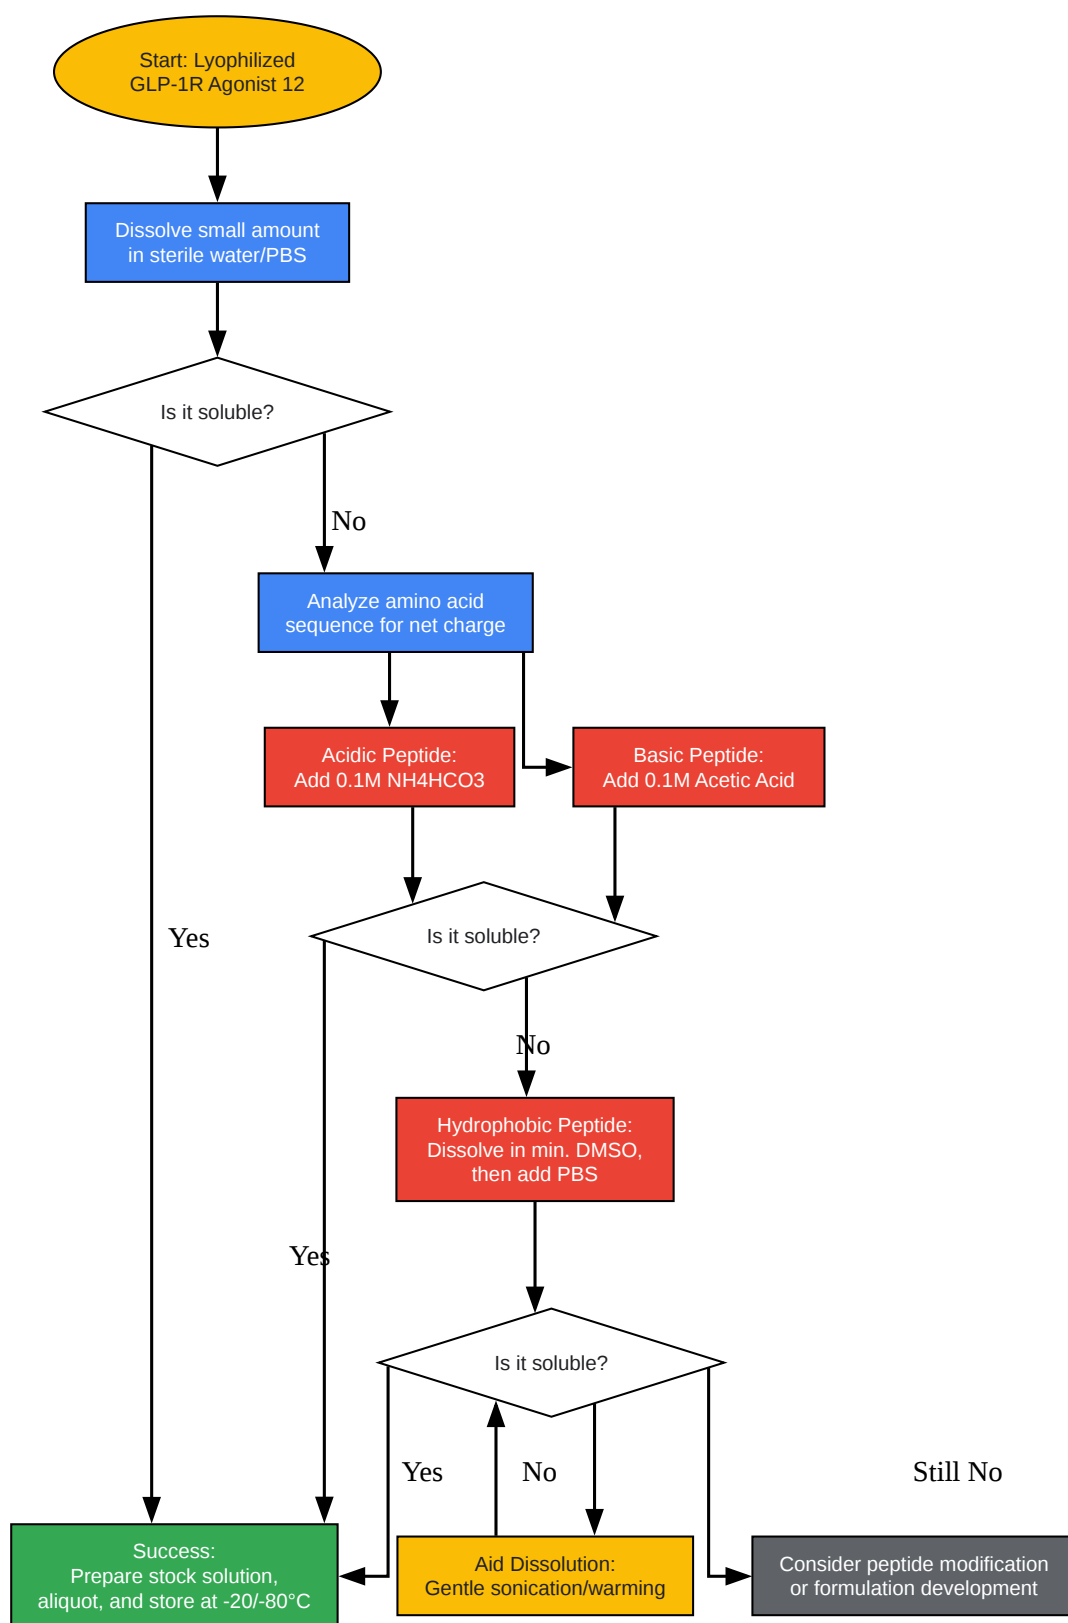 Start: Lyophilized
GLP-1R Agonist 12
Dissolve small amount
in sterile water/PBS
Is it soluble?
No
Analyze amino acid
sequence for net charge
Acidic Peptide:
Add 0.1M NH4HCO3
Basic Peptide:
Add 0.1M Acetic Acid
Yes
Is it soluble?
No
Hydrophobic Peptide:
Dissolve in min. DMSO,
then add PBS
Yes
Is it soluble?
Yes
No
Still No
Success:
Prepare stock solution,
aliquot, and store at -20/-80°C
Aid Dissolution:
Gentle sonication/warming
Consider peptide modification
or formulation development